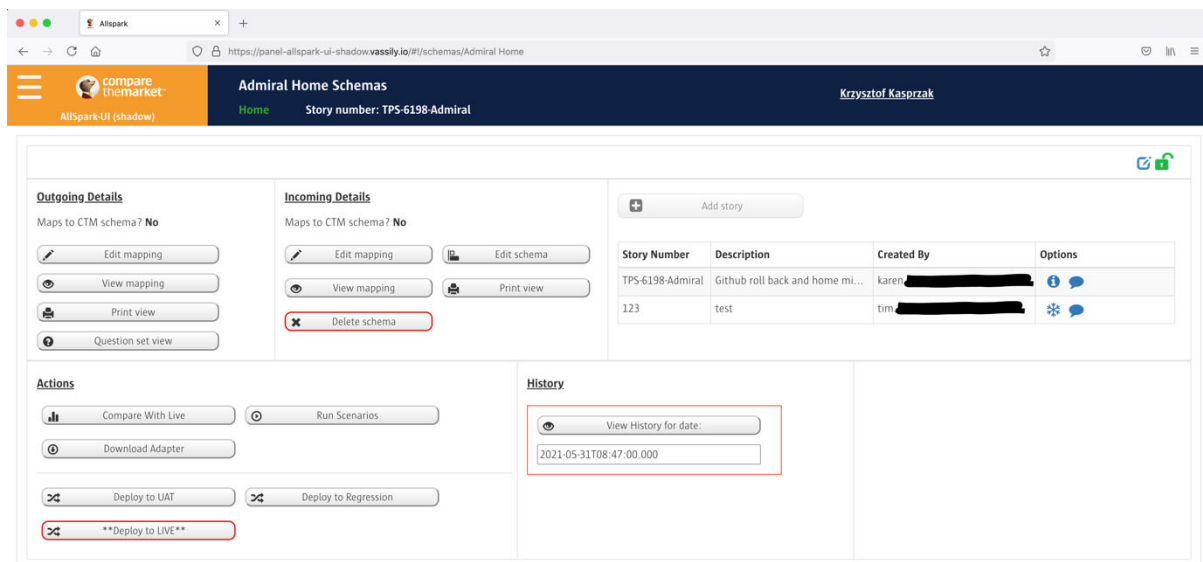 Allspark
https://panel-allspark-ui-shadow.vassily.io/#!/schemas/Admiral Home
compare
themarket
AllSpark-UI (shadow)
Admiral Home Schemas
Home Story number: TPS-6198-Admiral
Krzysztof Kasprzak
Outgoing Details
Maps to CTM schema? No
Edit mapping
View mapping
Print view
Question set view
Incoming Details
Maps to CTM schema? No
Edit mapping Edit schema
View mapping Print view
Delete schema
Add story
Story Number Description Created By Options
TPS-6198-Admiral Github roll back and home mi... karen
123 test tim
Actions
Compare With Live Run Scenarios
Download Adapter
Deploy to UAT Deploy to Regression
**Deploy to LIVE**
History
View History for date:
2021-05-31T08:47:00.000